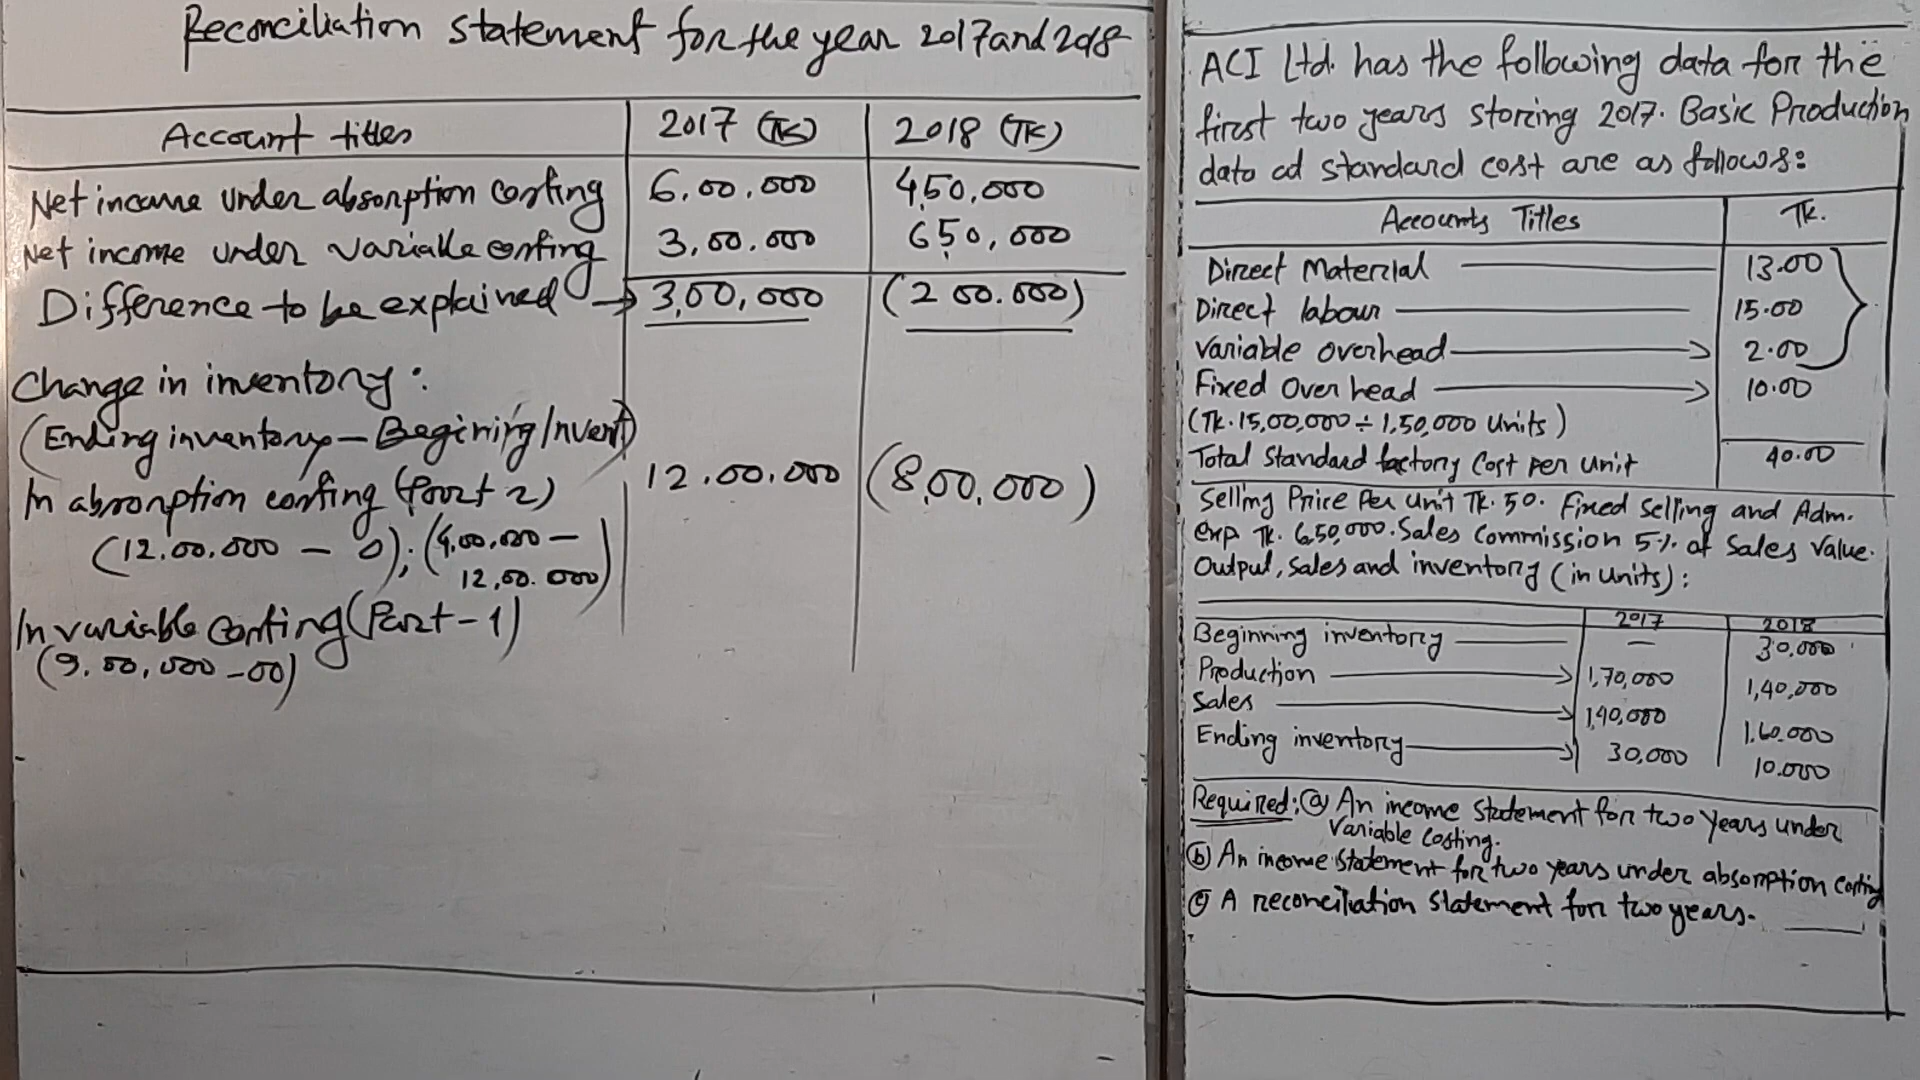 Reconciliation statement for the year 2017 and 2018
Account titles 2017 (TK) 2018 (TK)
Net income under absorption costing 6,00,000 4,50,000
Net income under variable costing 3,00,000 650,000
Difference to be explained → 3,00,000 (200,000)
Change in inventory:
(Ending inventory - Begining Invent)
In absorption costing (Part 2) 12,00,000 (8,00,000)
(12,00,000 - 0); (4,00,000 -
12,00,000)
In variable costing (Part-1)
(9,00,000-00)
ACI Ltd. has the following data for the
first two years storing 2017. Basic Production
data ad standard cost are as follows:
Accounts Titles Tk.
Direct Material 13.00
Direct labour 15.00
Variable overhead → 2.00
Fixed Over head → 10.00
(Tk.15,00,000 ÷ 1,50,000 Units)
Total Standard factory Cost per unit 40.00
Selling Price Per unit Tk. 50. Fixed Selling and Adm.
exp Tk. 6,50,000. Sales Commission 5% of Sales Value.
Output, Sales and inventory (in units):
2017 2018
Beginning inventory — 30,000
Production → 1,70,000 1,40,000
Sales → 1,40,000 1,60,000
Ending inventory → 30,000 10,000
Required: (a) An income statement for two years under
Variable costing.
(b) An income statement for two years under absorption costing
(c) A reconciliation statement for two years.